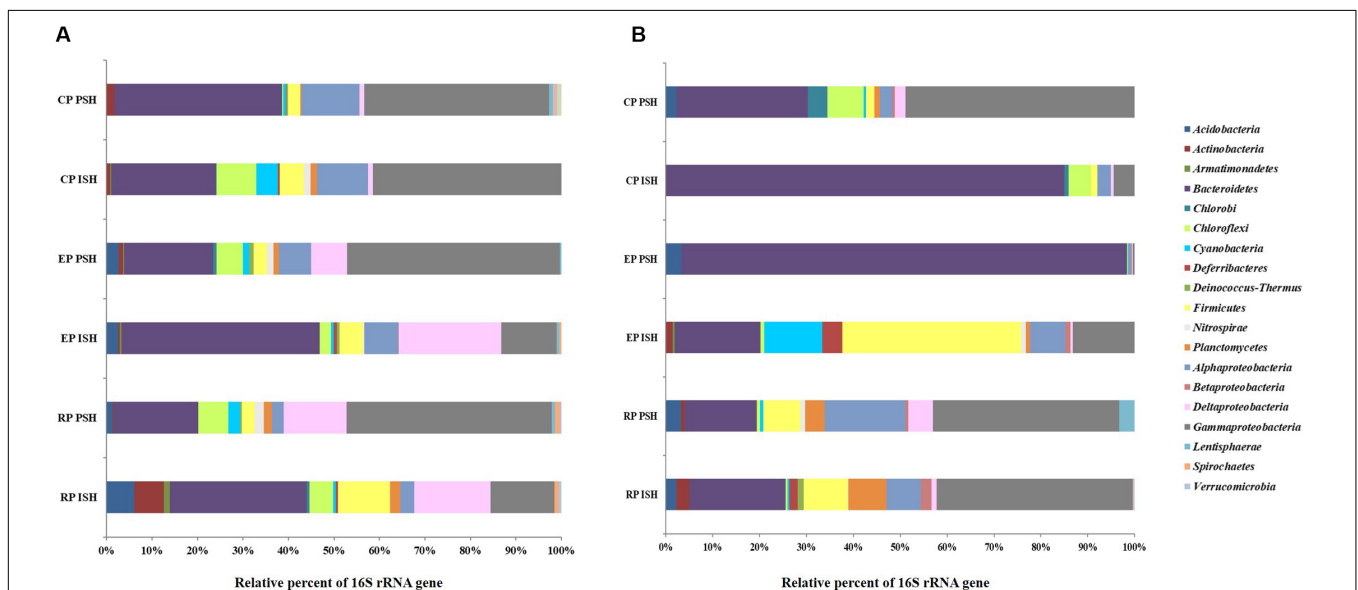 A
CP PSH
CP ISH
EP PSH
EP ISH
RP PSH
RP ISH
0% 10% 20% 30% 40% 50% 60% 70% 80% 90% 100%
Relative percent of 16S rRNA gene
B
CP PSH
CP ISH
EP PSH
EP ISH
RP PSH
RP ISH
0% 10% 20% 30% 40% 50% 60% 70% 80% 90% 100%
Relative percent of 16S rRNA gene
Acidobacteria
Actinobacteria
Armatimonadetes
Bacteroidetes
Chlorobi
Chloroflexi
Cyanobacteria
Deferribacteres
Deinococcus-Thermus
Firmicutes
Nitrospirae
Planctomycetes
Alphaproteobacteria
Betaproteobacteria
Deltaproteobacteria
Gammaproteobacteria
Lentisphaerae
Spirochaetes
Verrucomicrobia